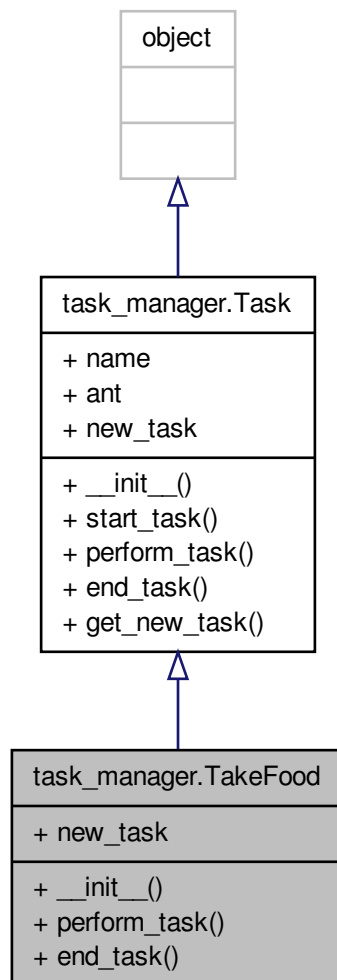 object
task_manager.Task
+ name
+ ant
+ new_task
+ __init__()
+ start_task()
+ perform_task()
+ end_task()
+ get_new_task()
task_manager.TakeFood
+ new_task
+ __init__()
+ perform_task()
+ end_task()